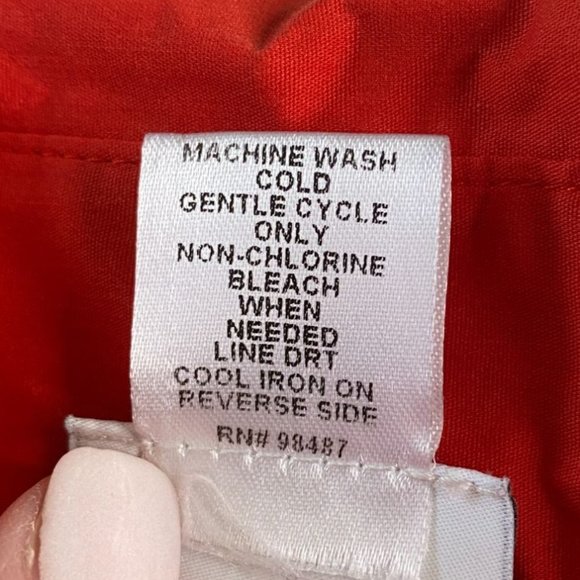 MACHINE WASH
COLD
GENTLE CYCLE
ONLY
NON-CHLORINE
BLEACH
WHEN
NEEDED
LINE DRT
COOL IRON ON
REVERSE SIDE
RN# 98487